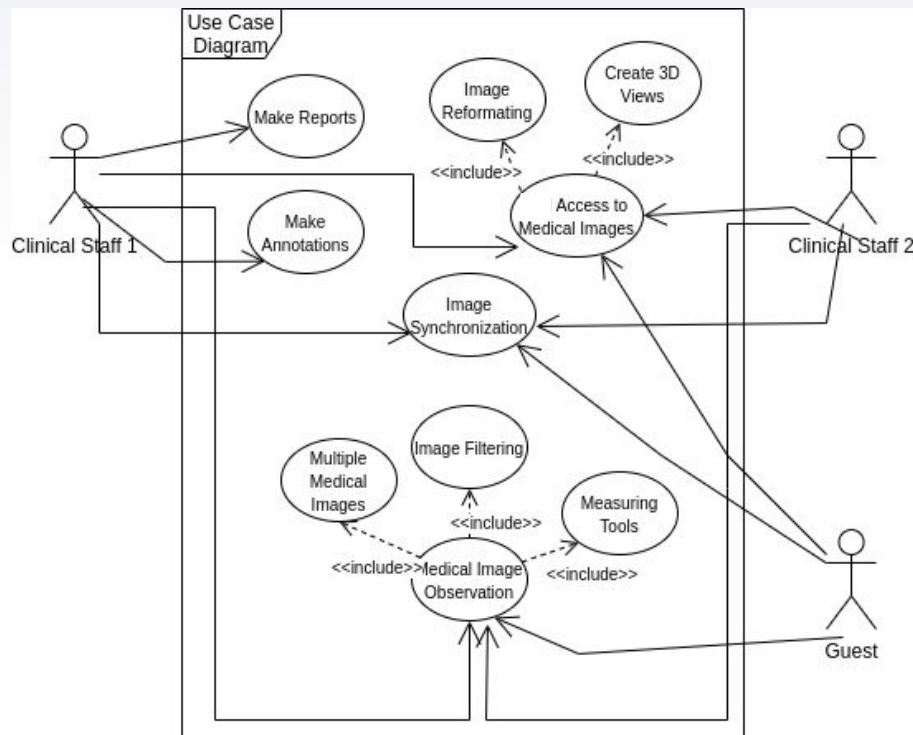 Use Case
Diagram
Make Reports
Image
Reformating
Create 3D
Views
<<include>>
<<include>>
Clinical Staff 1
Make
Annotations
Access to
Medical Images
Clinical Staff 2
Image
Synchronization
Multiple
Medical
Images
Image Filtering
Measuring
Tools
<<include>>
<<include>>
<<include>>
Medical Image
Observation
Guest